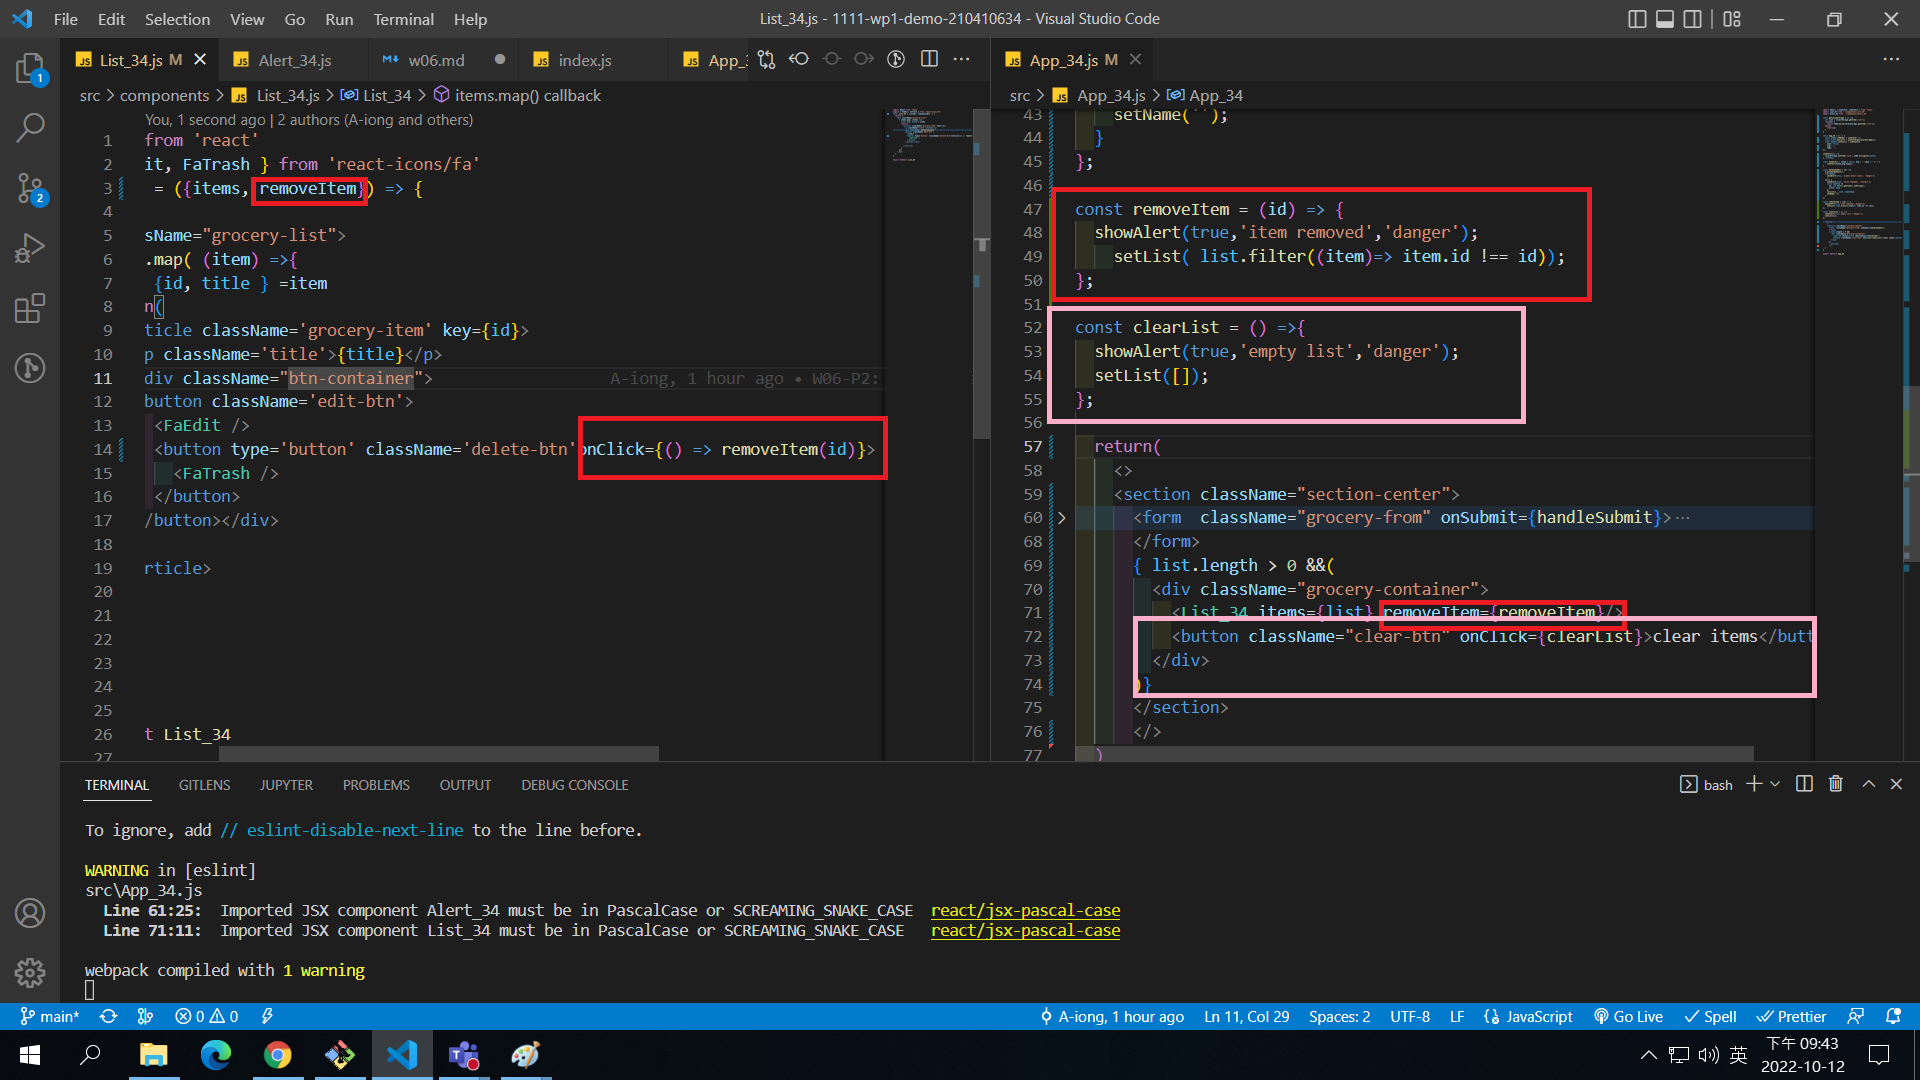 File Edit Selection View Go Run Terminal Help
List_34.js - 1111-wp1-demo-210410634 - Visual Studio Code
List_34.js M
Alert_34.js
w06.md
index.js
App_3
src > components > List_34.js > List_34 > items.map() callback
You, 1 second ago | 2 authors (A-iong and others)
1 from 'react'
2 it, FaTrash } from 'react-icons/fa'
3 = ({items, removeItem}) => {
4
5 sName="grocery-list">
6 .map( (item) =>{
7 {id, title } =item
8 n(
9 ticle className='grocery-item' key={id}>
10 p className='title'>{title}</p>
11 div className="btn-container"> A-iong, 1 hour ago • W06-P2:
12 button className='edit-btn'>
13 <FaEdit />
14 <button type='button' className='delete-btn'onClick={() => removeItem(id)}>
15 <FaTrash />
16 </button>
17 /button></div>
18
19 rticle>
20
21
22
23
24
25
26 t List_34
27
App_34.js M
src > App_34.js > App_34
43 setName('');
44 }
45 };
46
47 const removeItem = (id) => {
48 showAlert(true,'item removed','danger');
49 setList( list.filter((item)=> item.id !== id));
50 };
51
52 const clearList = () =>{
53 showAlert(true,'empty list','danger');
54 setList([]);
55 };
56
57 return(
58 <>
59 <section className="section-center">
60 <form className="grocery-from" onSubmit={handleSubmit}>…
68 </form>
69 { list.length > 0 &&(
70 <div className="grocery-container">
71 <List_34 items={list} removeItem={removeItem}/>
72 <button className="clear-btn" onClick={clearList}>clear items</butt
73 </div>
74 )}
75 </section>
76 </>
77 )
1
2
TERMINAL GITLENS JUPYTER PROBLEMS OUTPUT DEBUG CONSOLE
bash
To ignore, add // eslint-disable-next-line to the line before.
WARNING in [eslint]
src\App_34.js
Line 61:25: Imported JSX component Alert_34 must be in PascalCase or SCREAMING_SNAKE_CASE react/jsx-pascal-case
Line 71:11: Imported JSX component List_34 must be in PascalCase or SCREAMING_SNAKE_CASE react/jsx-pascal-case
webpack compiled with 1 warning
main* 0 0 A-iong, 1 hour ago Ln 11, Col 29 Spaces: 2 UTF-8 LF JavaScript Go Live Spell Prettier
英
下午 09:43
2022-10-12